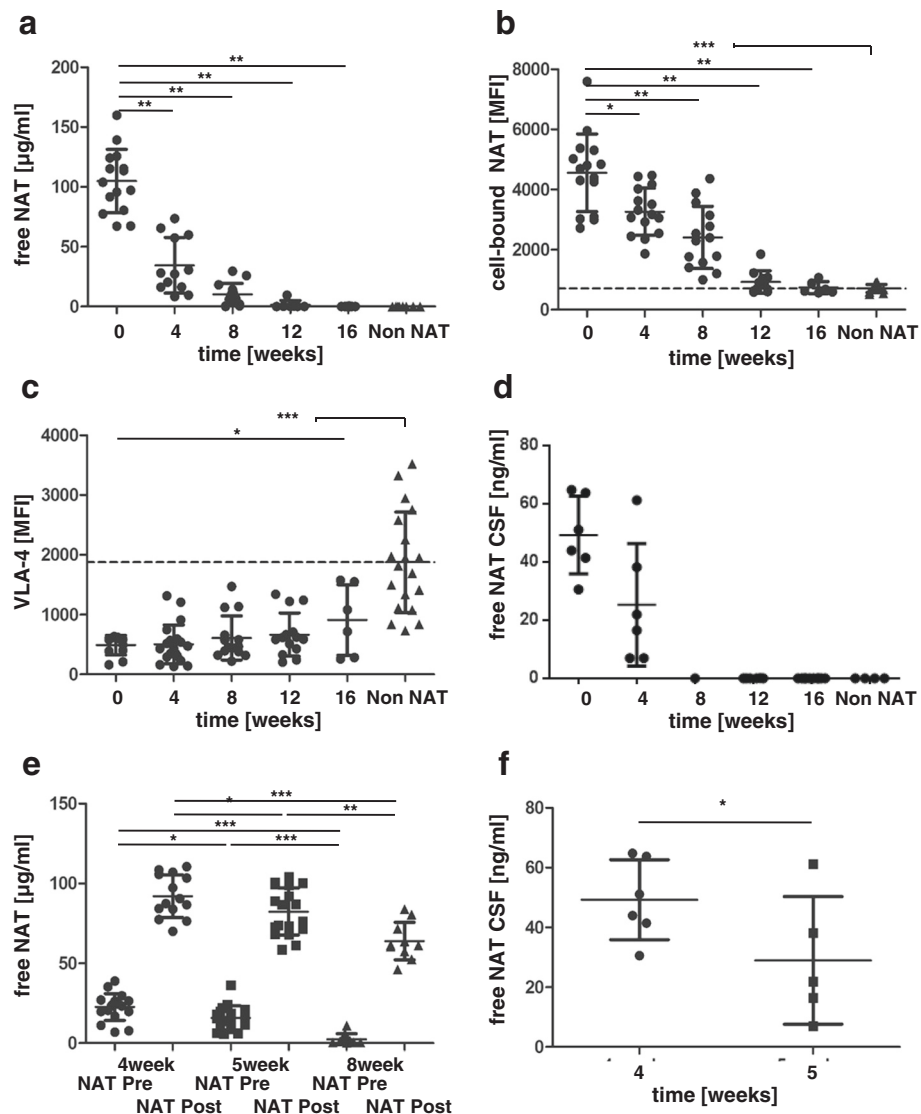 a
free NAT [µg/ml]
200
150
100
50
0
**
**
**
**
0 4 8 12 16 Non NAT
time [weeks]
b
cell-bound NAT [MFI]
8000
6000
4000
2000
0
***
**
**
**
*
0 4 8 12 16 Non NAT
time [weeks]
c
VLA-4 [MFI]
4000
3000
2000
1000
0
***
*
0 4 8 12 16 Non NAT
time [weeks]
d
free NAT CSF [ng/ml]
80
60
40
20
0
0 4 8 12 16 Non NAT
time [weeks]
e
free NAT [µg/ml]
150
100
50
0
***
* **
***
* ***
4week 5week 8week
NAT Pre NAT Pre NAT Pre
NAT Post NAT Post NAT Post
f
free NAT CSF [ng/ml]
80
60
40
20
0
*
4 5
time [weeks]